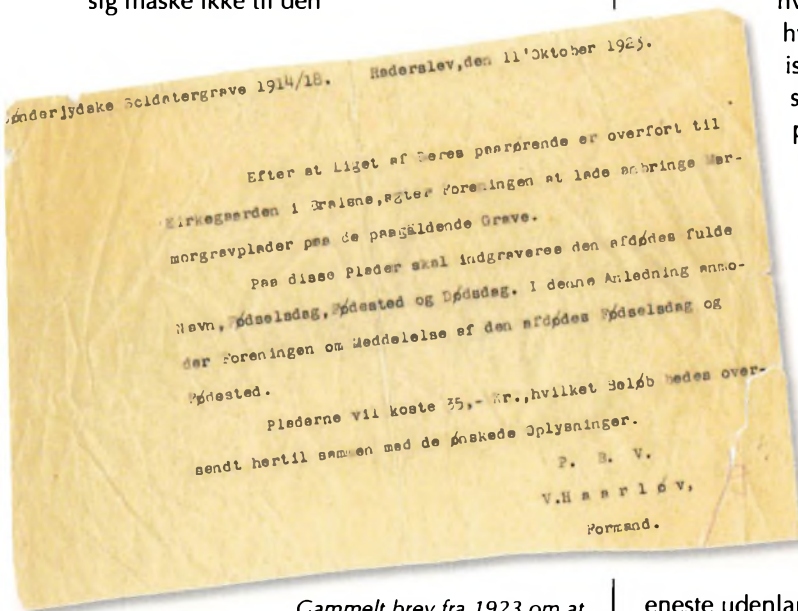 sig måske ikke til den
Sønderjydske Soldatergrave 1914/18. Haderslev,den 11'Oktober 1923.
Efter at Liget af Deres paarørende er overført til
Kirkegaarden i Braisne,agter Foreningen at lade anbringe Mar-
morgravplader paa de paagäldende Grave.
Paa disse Plader skal indgraveres den afdødes fulde
Navn, Fødselsdag, Fødested og Dødsdag. I denne Anledning anmo-
der Foreningen om Meddelelse af den afdødes Fødselsdag og
Fødested.
Pladerne vil koste 35,- Kr.,hvilket Beløb bedes over-
sendt hertil sammen med de ønskede Oplysninger.
P. B. V.
V.Haarløv,
Formand.
Gammelt brev fra 1923 om at
eneste udenlan